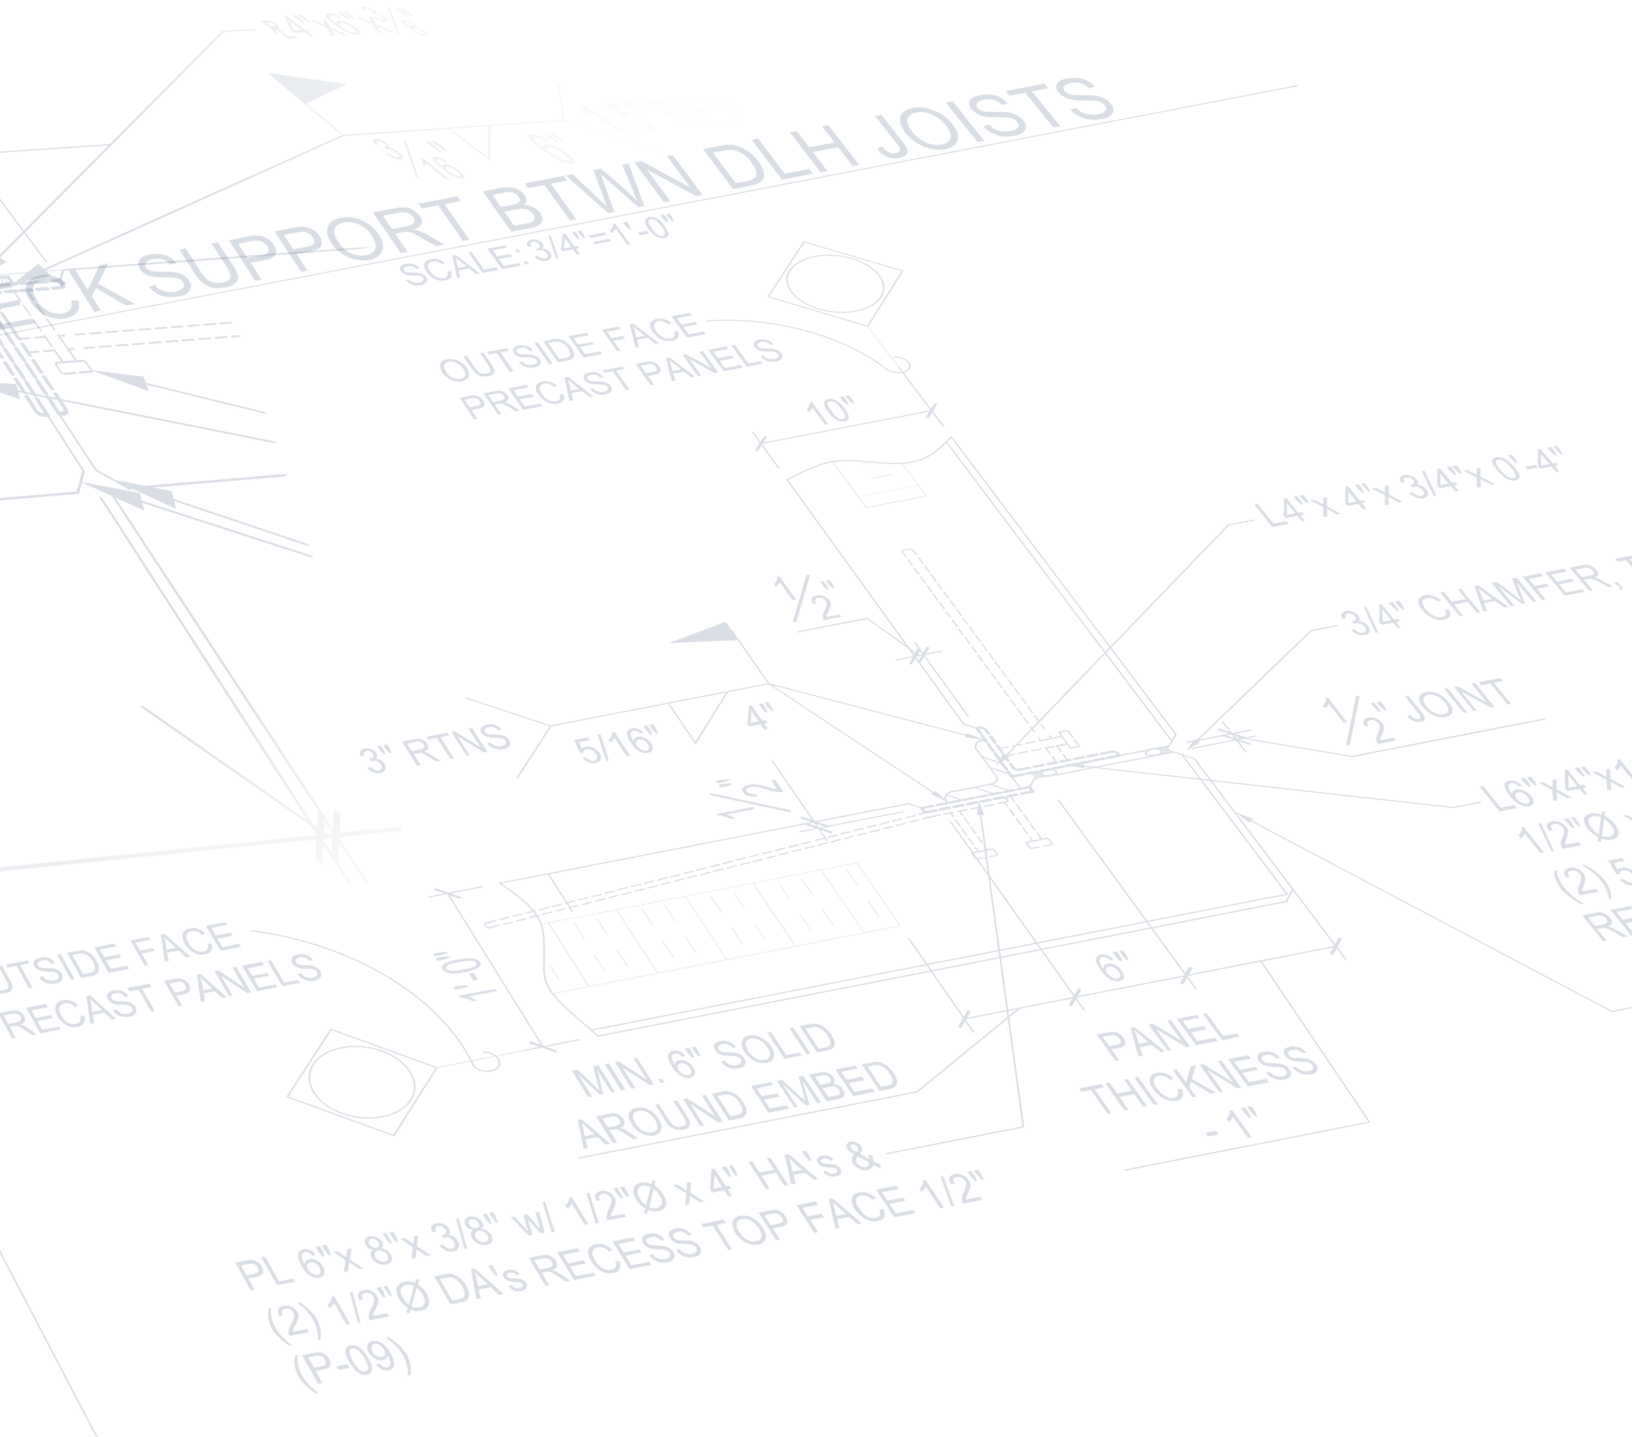 3/16
6"
ECK SUPPORT BTWN DLH JOISTS
SCALE: 3/4"=1'-0"
OUTSIDE FACE
PRECAST PANELS
10"
L4"x 4"x 3/4"x 0'-4"
1/2"
3/4" CHAMFER,
1/2" JOINT
3" RTNS
5/16"
4"
1/2"
L6"x4"x1
1/2"Ø
(2) 5
RE
UTSIDE FACE
RECAST PANELS
1'-0"
6"
MIN. 6" SOLID
AROUND EMBED
PANEL
THICKNESS
- 1"
PL 6"x 8"x 3/8" w/ 1/2"Ø x 4" HA's &
(2) 1/2"Ø DA's RECESS TOP FACE 1/2"
(P-09)